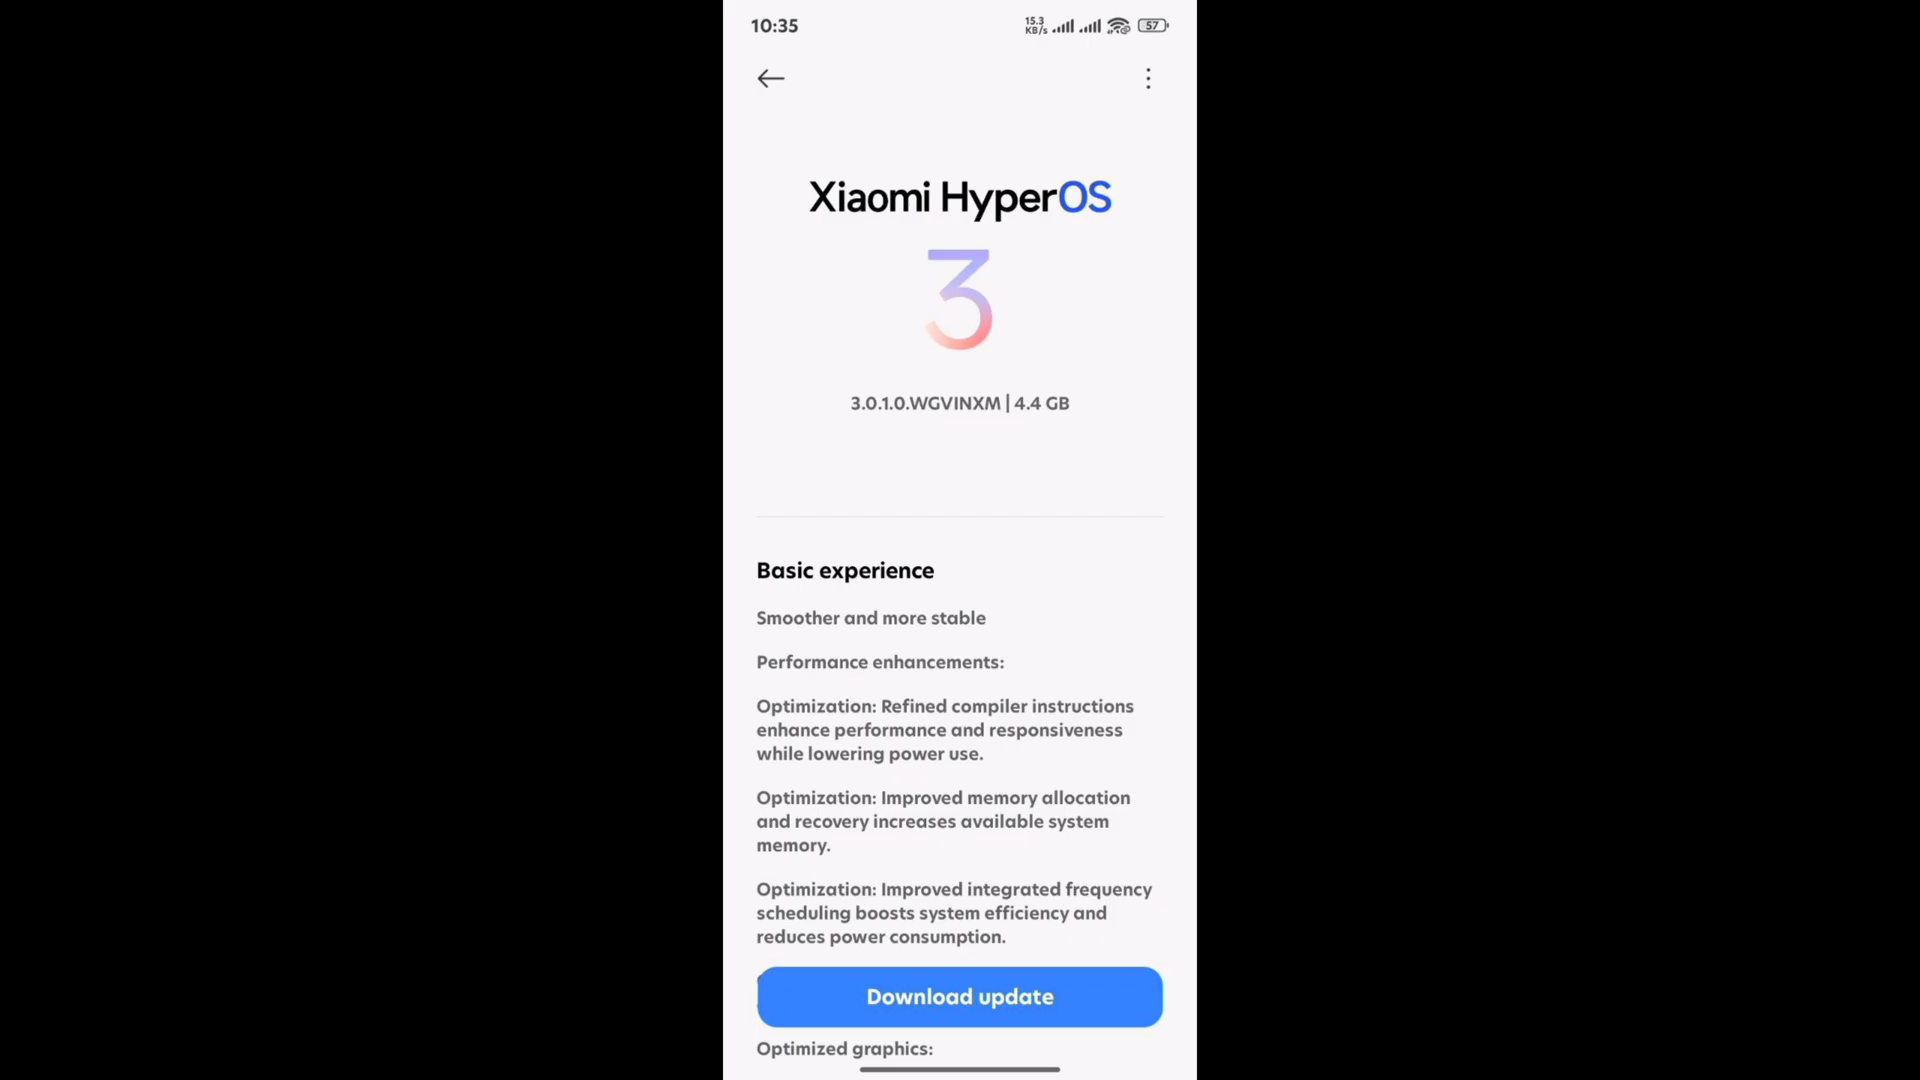 10:35
15.3
KB/s
57
Xiaomi HyperOS
3
3.0.1.0.WGVINXM | 4.4 GB
Basic experience
Smoother and more stable
Performance enhancements:
Optimization: Refined compiler instructions
enhance performance and responsiveness
while lowering power use.
Optimization: Improved memory allocation
and recovery increases available system
memory.
Optimization: Improved integrated frequency
scheduling boosts system efficiency and
reduces power consumption.
Download update
Optimized graphics: